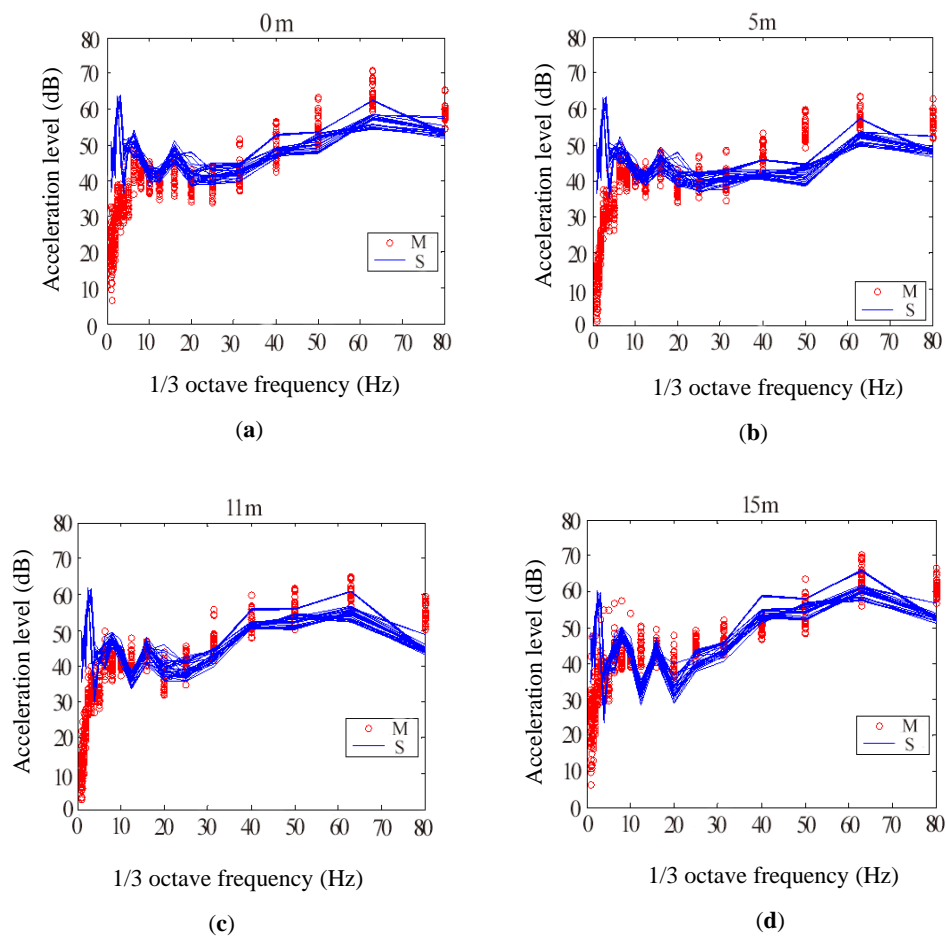 0 m
Acceleration level (dB)
80
70
60
50
40
30
20
10
0
M
S
0 10 20 30 40 50 60 70 80
1/3 octave frequency (Hz)
(a)
5m
Acceleration level (dB)
80
70
60
50
40
30
20
10
0
M
S
0 10 20 30 40 50 60 70 80
1/3 octave frequency (Hz)
(b)
11m
Acceleration level (dB)
80
70
60
50
40
30
20
10
0
M
S
0 10 20 30 40 50 60 70 80
1/3 octave frequency (Hz)
(c)
15m
Acceleration level (dB)
80
70
60
50
40
30
20
10
0
M
S
0 10 20 30 40 50 60 70 80
1/3 octave frequency (Hz)
(d)